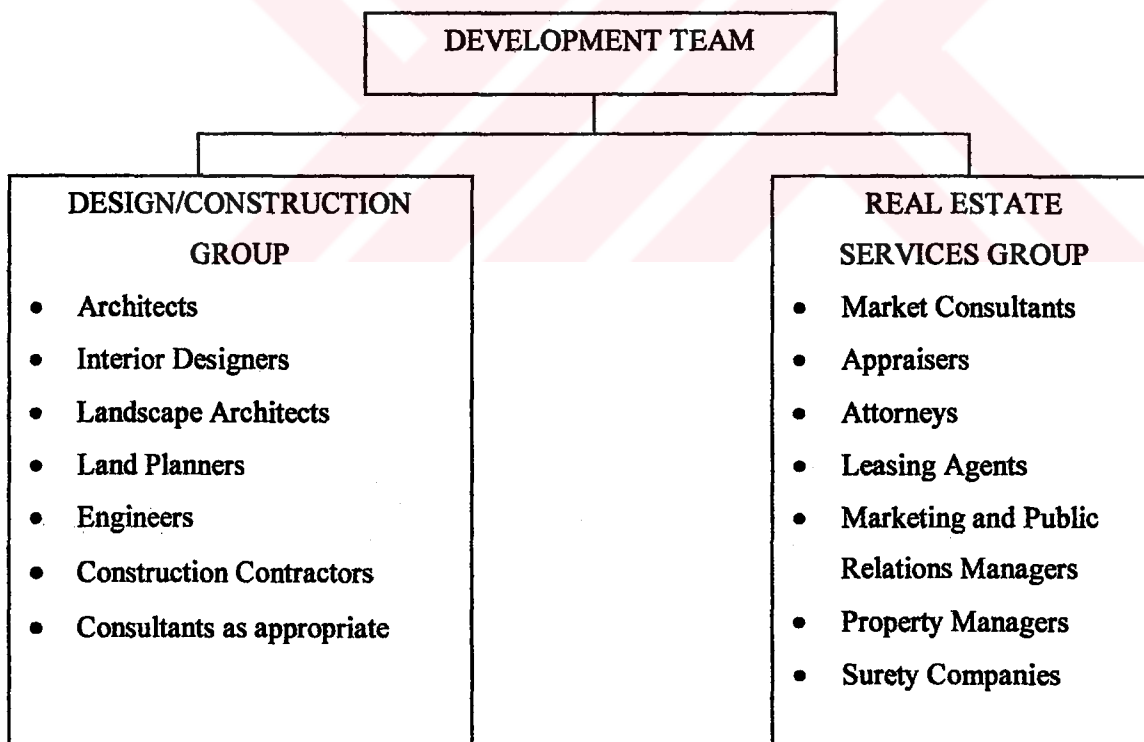 DEVELOPMENT TEAM
DESIGN/CONSTRUCTION
GROUP
• Architects
• Interior Designers
• Landscape Architects
• Land Planners
• Engineers
• Construction Contractors
• Consultants as appropriate
REAL ESTATE
SERVICES GROUP
• Market Consultants
• Appraisers
• Attorneys
• Leasing Agents
• Marketing and Public
Relations Managers
• Property Managers
• Surety Companies